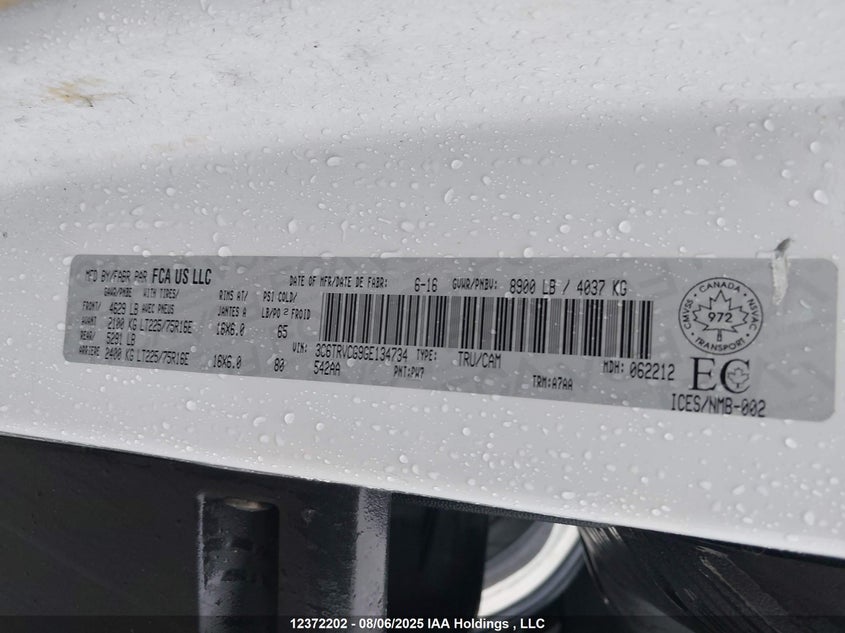 MFD BY/FABR PAR FCA US LLC DATE OF MFR/DATE DE FABR: 6-16 GVWR/PNBV: 8900 LB / 4037 KG
GAWR/PNBE WITH TIRES/ RIMS AT/ PSI COLD/
FRONT/ 4629 LB AVEC PNEUS JANTES A LB/PO² FROID
AVANT 2100 KG LT225/75R16E 16X6.0 65
REAR/ 5291 LB
ARRIERE 2400 KG LT225/75R16E 16X6.0 80
VIN: 3C6TRVCG9GE134734 TYPE: TRU/CAM MDH: 062212
542AA PNT:PW7 TRM:A7AA
CMVSS CANADA NSVAC
972
TRANSPORT
EC
ICES/NMB-002
12372202 - 08/06/2025 IAA Holdings , LLC